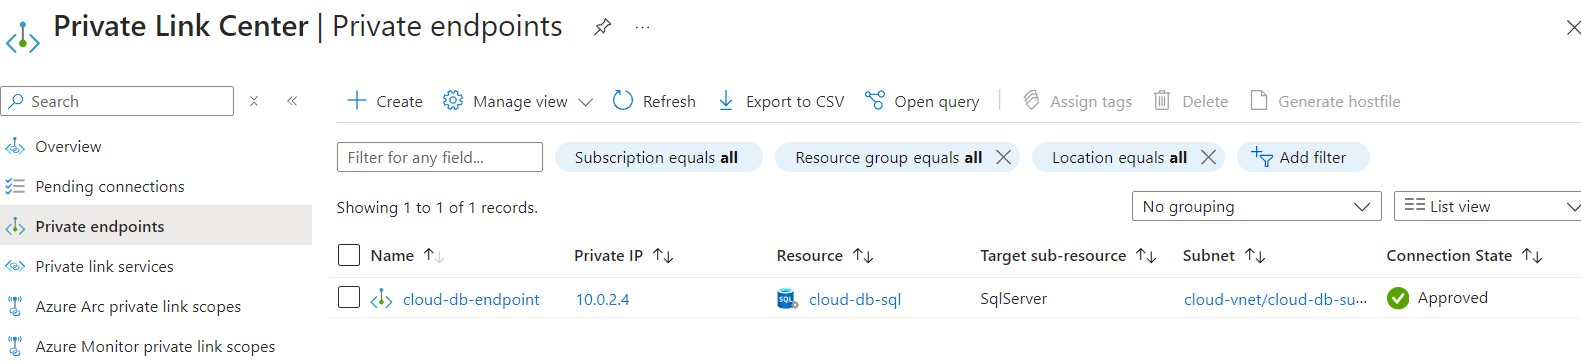 Private Link Center | Private endpoints
Search
Create Manage view Refresh Export to CSV Open query Assign tags Delete Generate hostfile
Overview
Filter for any field... Subscription equals all Resource group equals all Location equals all Add filter
Pending connections
Showing 1 to 1 of 1 records. No grouping List view
Private endpoints
Name Private IP Resource Target sub-resource Subnet Connection State
Private link services
cloud-db-endpoint 10.0.2.4 cloud-db-sql SqlServer cloud-vnet/cloud-db-su... Approved
Azure Arc private link scopes
Azure Monitor private link scopes